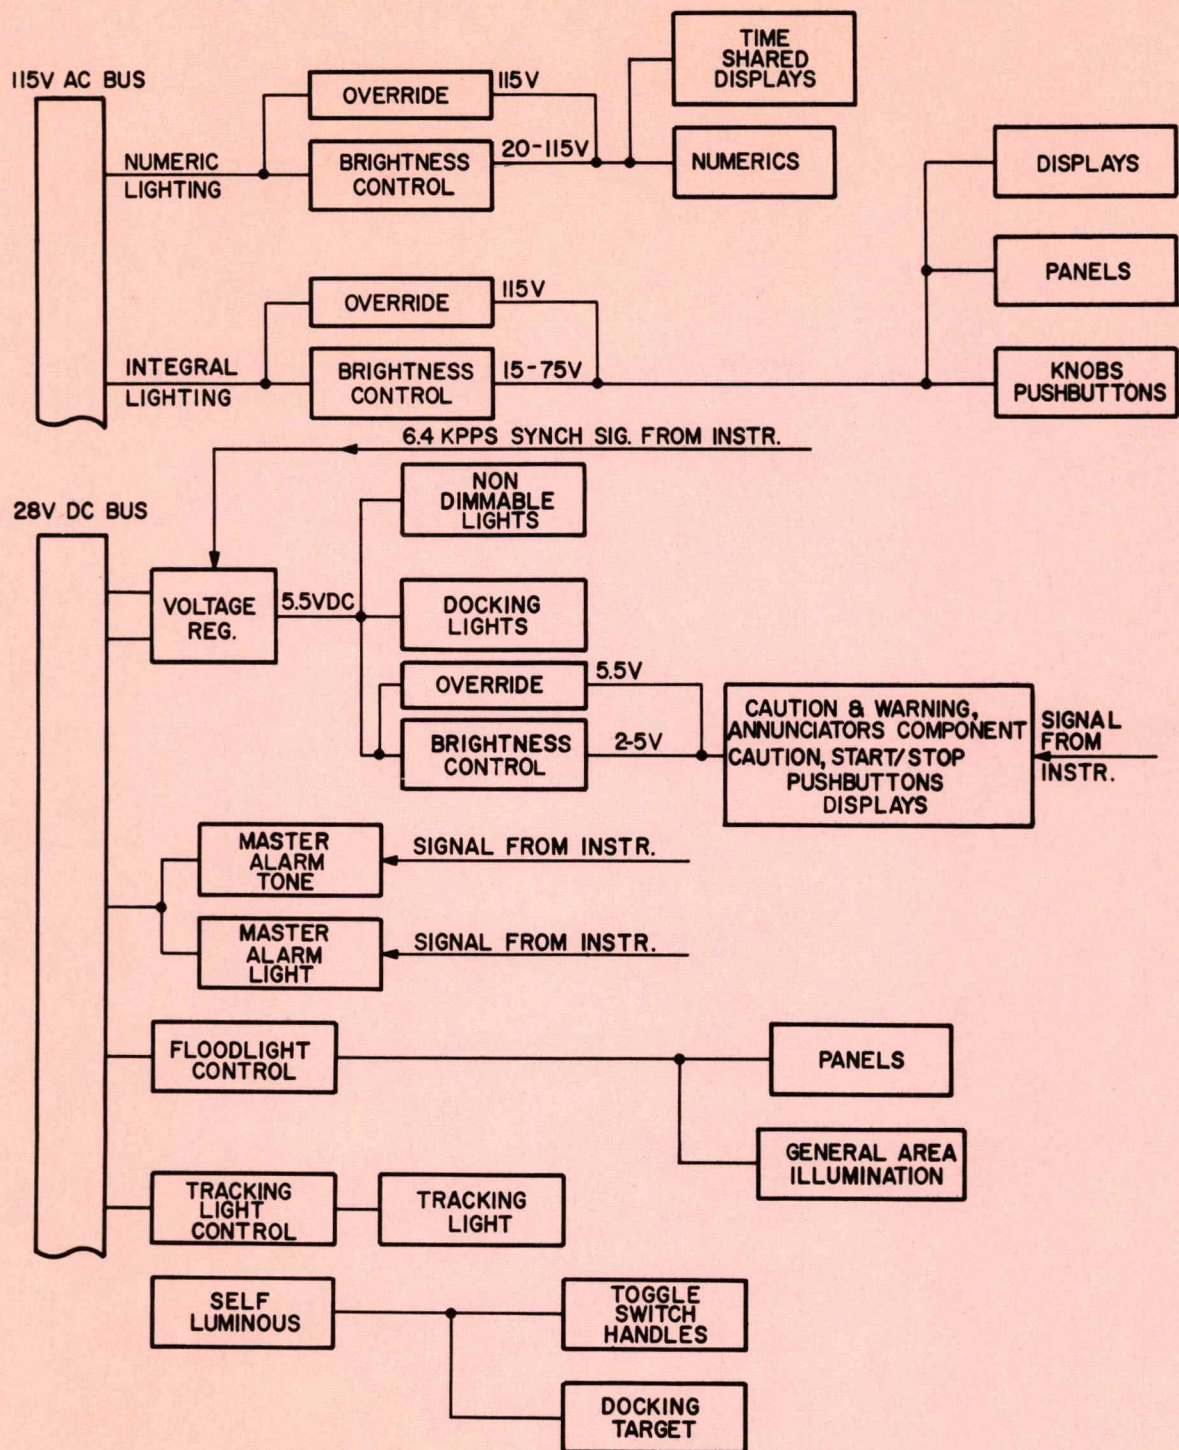 115V AC BUS
NUMERIC
LIGHTING
OVERRIDE
115V
BRIGHTNESS
CONTROL
20-115V
TIME
SHARED
DISPLAYS
NUMERICS
INTEGRAL
LIGHTING
OVERRIDE
115V
BRIGHTNESS
CONTROL
15-75V
DISPLAYS
PANELS
KNOBS
PUSHBUTTONS
6.4 KPPS SYNCH SIG. FROM INSTR.
28V DC BUS
VOLTAGE
REG.
5.5VDC
NON
DIMMABLE
LIGHTS
DOCKING
LIGHTS
OVERRIDE
5.5V
BRIGHTNESS
CONTROL
2-5V
CAUTION & WARNING,
ANNUNCIATORS COMPONENT
CAUTION, START/STOP
PUSHBUTTONS
DISPLAYS
SIGNAL
FROM
INSTR.
MASTER
ALARM
TONE
SIGNAL FROM INSTR.
MASTER
ALARM
LIGHT
SIGNAL FROM INSTR.
FLOODLIGHT
CONTROL
PANELS
GENERAL AREA
ILLUMINATION
TRACKING
LIGHT
CONTROL
TRACKING
LIGHT
SELF
LUMINOUS
TOGGLE
SWITCH
HANDLES
DOCKING
TARGET